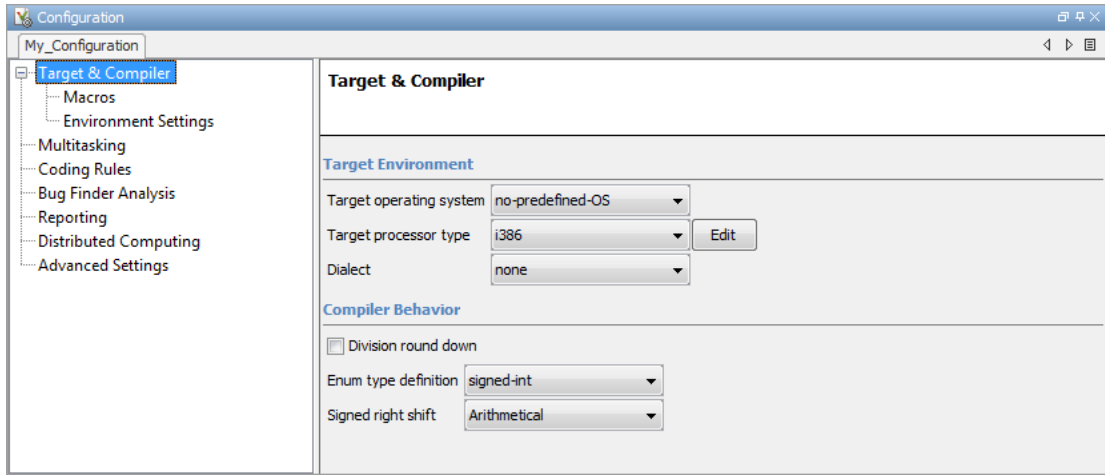 Configuration
My_Configuration
Target & Compiler
Macros
Environment Settings
Multitasking
Coding Rules
Bug Finder Analysis
Reporting
Distributed Computing
Advanced Settings
Target & Compiler
Target Environment
Target operating system no-predefined-OS
Target processor type i386 Edit
Dialect none
Compiler Behavior
Division round down
Enum type definition signed-int
Signed right shift Arithmetical